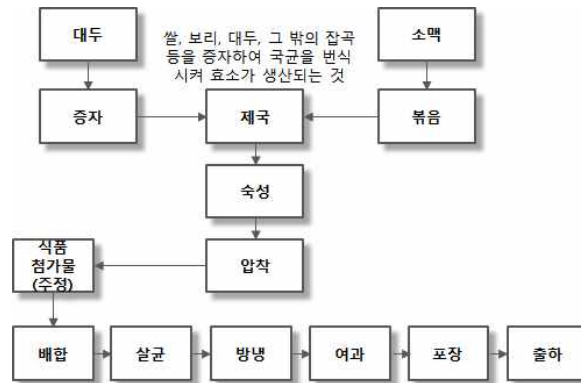 대두
쌀, 보리, 대두, 그 밖의 잡곡
등을 증자하여 국균을 번식
시켜 효소가 생산되는 것
소맥
증자
제국
볶음
숙성
식품
첨가물
(주정)
압착
배합
살균
방냉
여과
포장
출하